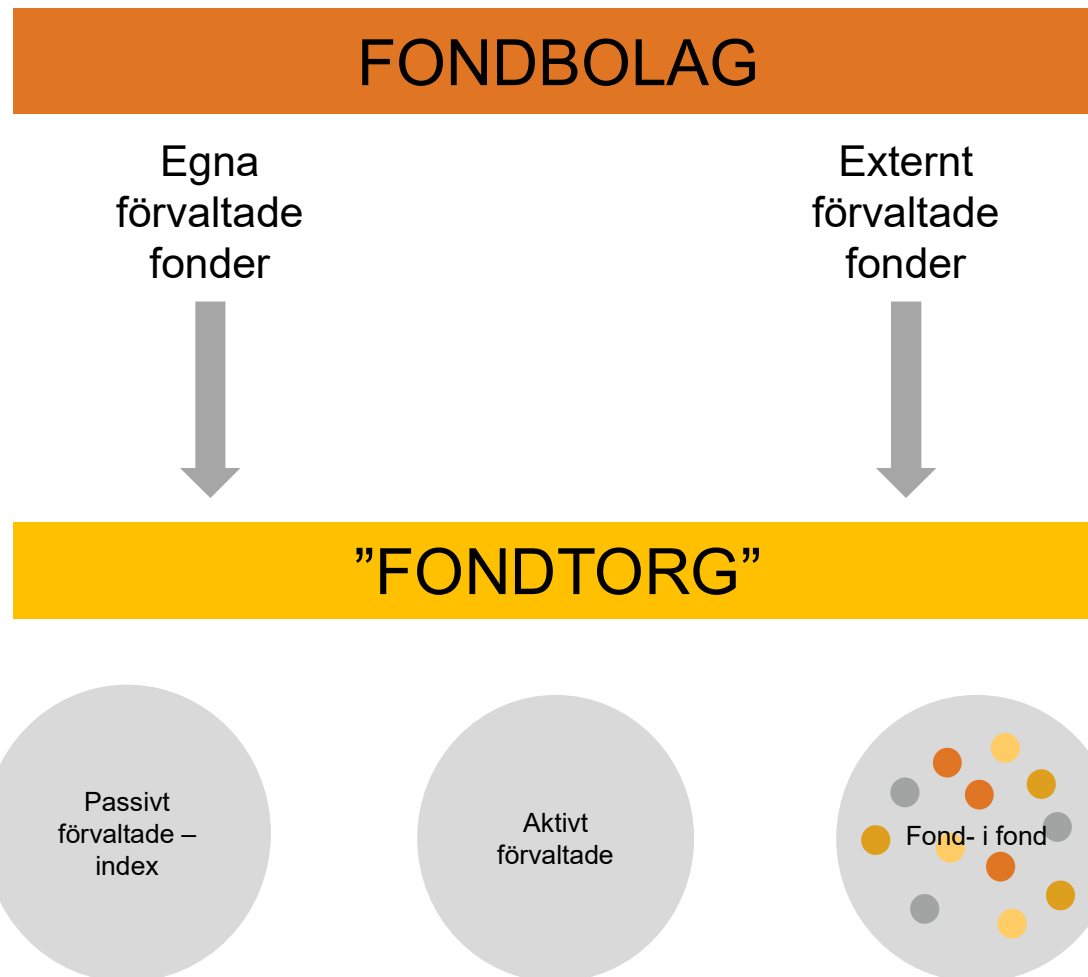 FONDBOLAG
Egna
förvaltade
fonder
Externt
förvaltade
fonder
”FONDTORG”
Passivt
förvaltade –
index
Aktivt
förvaltade
Fond- i fond